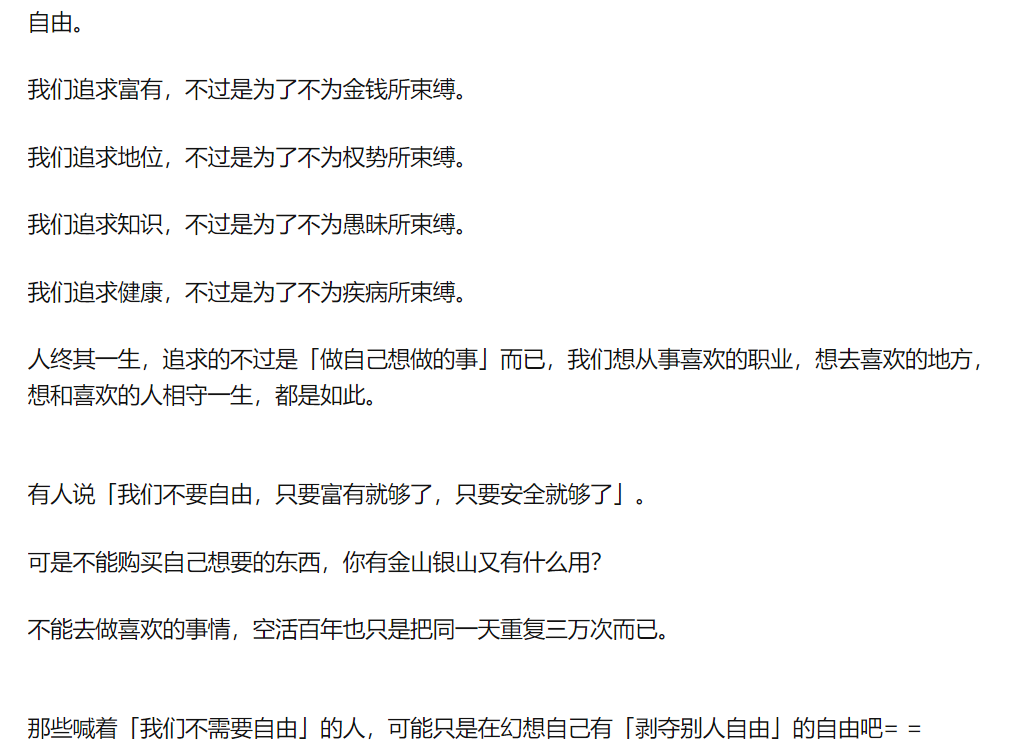 自由。
我们追求富有，不过是为了不为金钱所束缚。
我们追求地位，不过是为了不为权势所束缚。
我们追求知识，不过是为了不为愚昧所束缚。
我们追求健康，不过是为了不为疾病所束缚。
人终其一生，追求的不过是「做自己想做的事」而已，我们想从事喜欢的职业，想去喜欢的地方，
想和喜欢的人相守一生，都是如此。
有人说「我们不要自由，只要富有就够了，只要安全就够了」。
可是不能购买自己想要的东西，你有金山银山又有什么用？
不能去做喜欢的事情，空活百年也只是把同一天重复三万次而已。
那些喊着「我们不需要自由」的人，可能只是在幻想自己有「剥夺别人自由」的自由吧= =